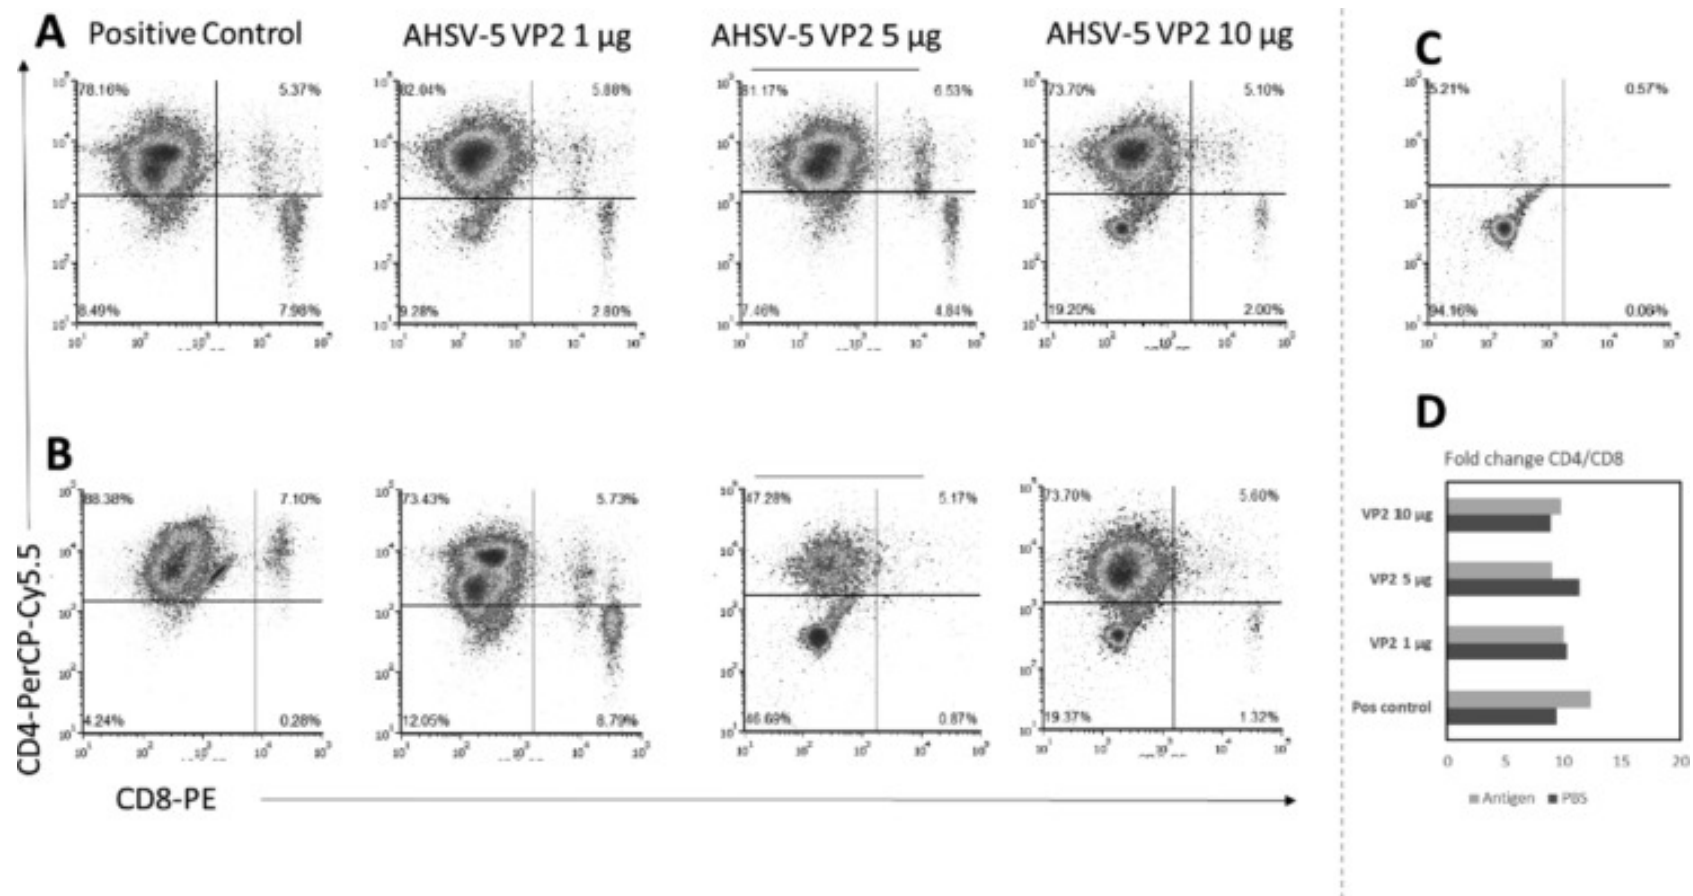 A Positive Control AHSV-5 VP2 1 µg AHSV-5 VP2 5 µg AHSV-5 VP2 10 µg C
78.16% 5.37% 82.04% 5.88% 81.17% 6.53% 73.70% 5.10% 5.21% 0.57%
8.49% 7.98% 9.28% 2.80% 7.46% 4.84% 19.20% 2.00% 94.16% 0.06%
B
88.38% 7.10% 73.43% 5.73% 47.28% 5.17% 73.70% 5.60%
4.24% 0.28% 12.05% 8.79% 46.69% 0.87% 19.37% 1.32%
CD4-PerCP-Cy5.5
CD8-PE
D
Fold change CD4/CD8
VP2 10 µg
VP2 5 µg
VP2 1 µg
Pos control
0 5 10 15 20
Antigen PBS